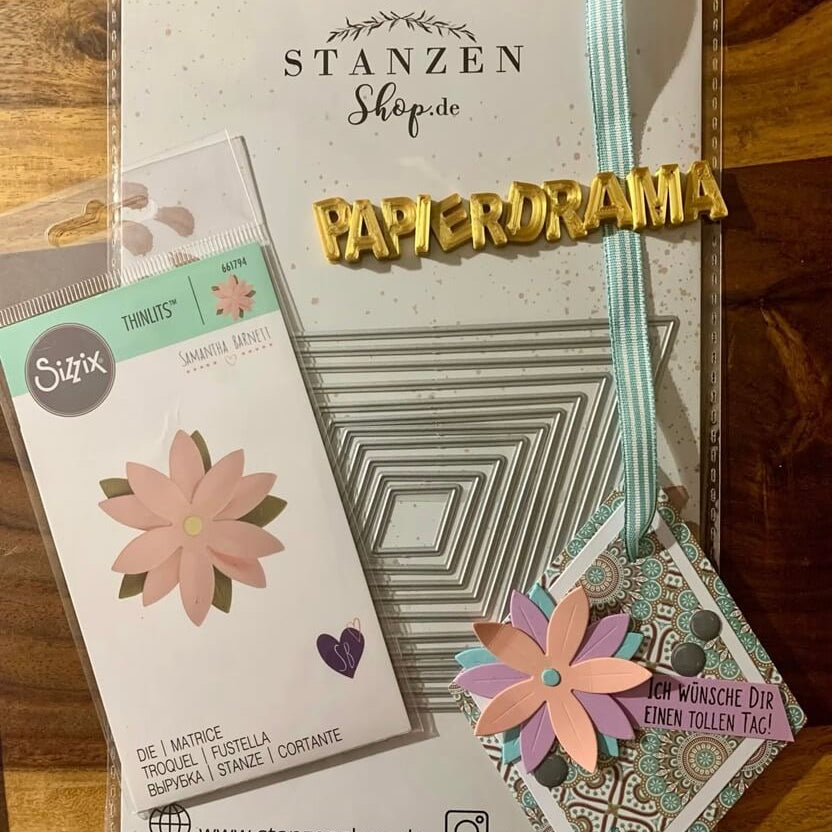 STANZEN
Shop.de
PAPIERDRAMA
661794
THINLITS™
Sizzix
SAMANTHA BARNETT
SB
DIE | MATRICE
TROQUEL | FUSTELLA
ВЫРУБКА | STANZE | CORTANTE
ICH WÜNSCHE DIR
EINEN TOLLEN TAG!